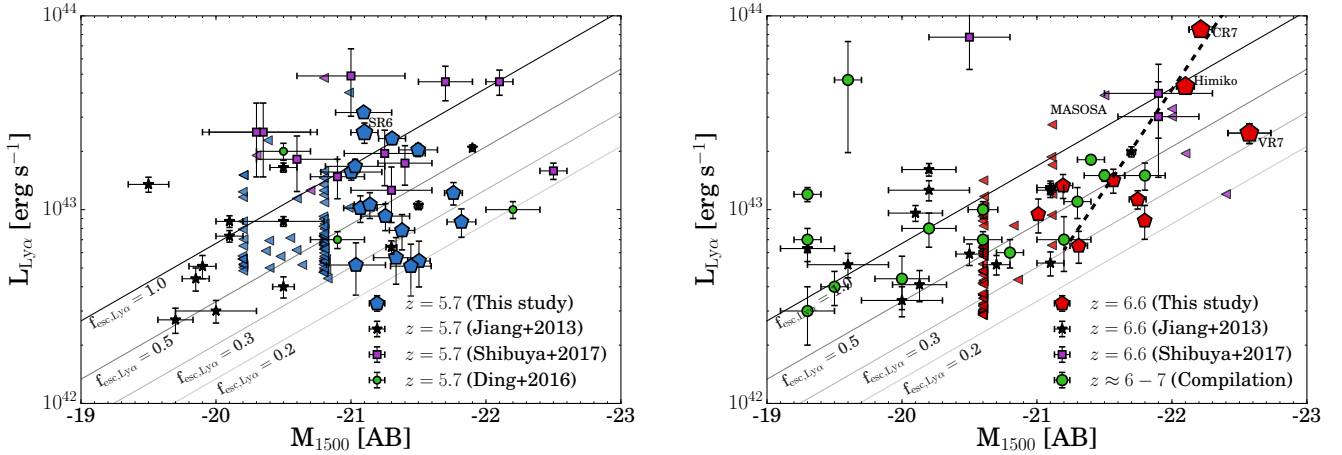 10^44
10^43
10^42
L_Lyα [erg s^−1]
SR6
f_esc,Lyα = 1.0
f_esc,Lyα = 0.5
f_esc,Lyα = 0.3
f_esc,Lyα = 0.2
z = 5.7 (This study)
z = 5.7 (Jiang+2013)
z = 5.7 (Shibuya+2017)
z = 5.7 (Ding+2016)
-19 -20 -21 -22 -23
M_1500 [AB]
10^44
10^43
10^42
L_Lyα [erg s^−1]
CR7
Himiko
MASOSA
VR7
f_esc,Lyα = 0.5
f_esc,Lyα = 0.3
f_esc,Lyα = 0.2
z = 6.6 (This study)
z = 6.6 (Jiang+2013)
z = 6.6 (Shibuya+2017)
z ≈ 6 − 7 (Compilation)
-19 -20 -21 -22 -23
M_1500 [AB]